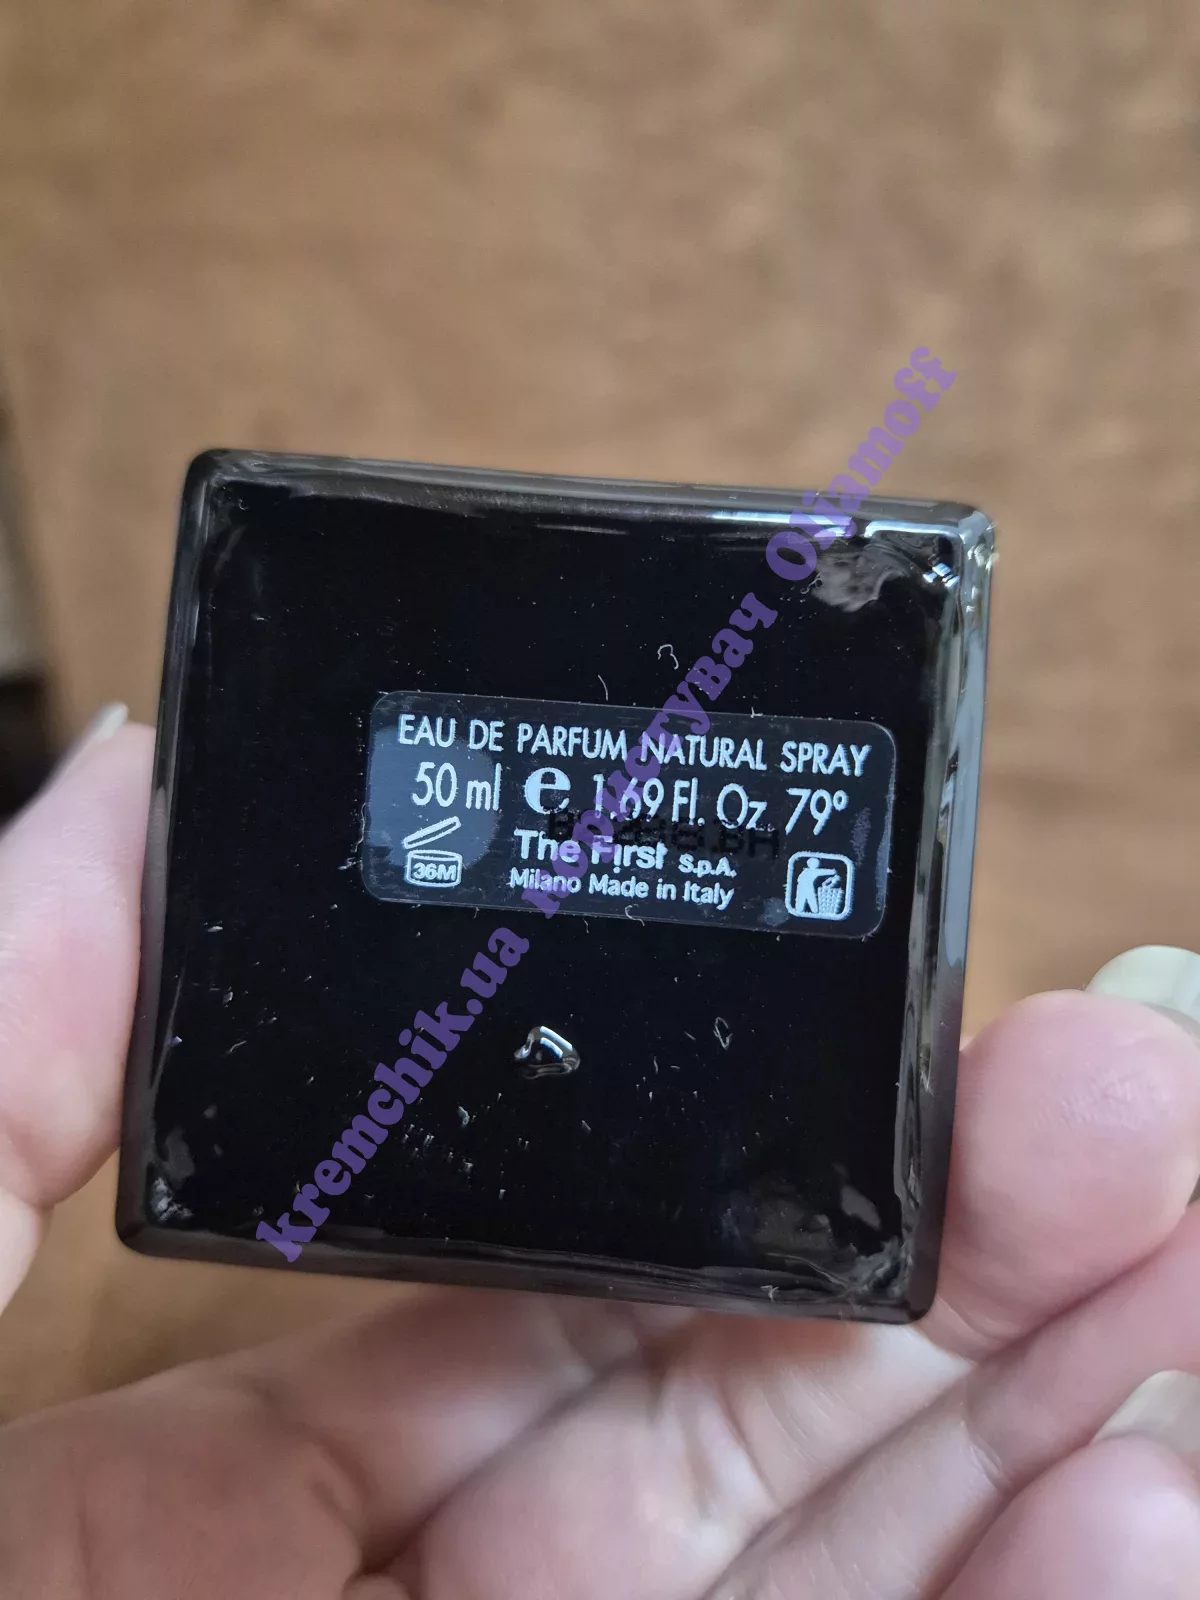 EAU DE PARFUM NATURAL SPRAY
50 ml e 1.69 Fl. Oz 79°
The First S.p.A.
36M
Milano Made in Italy
kremchik.ua користувач Oljamoff